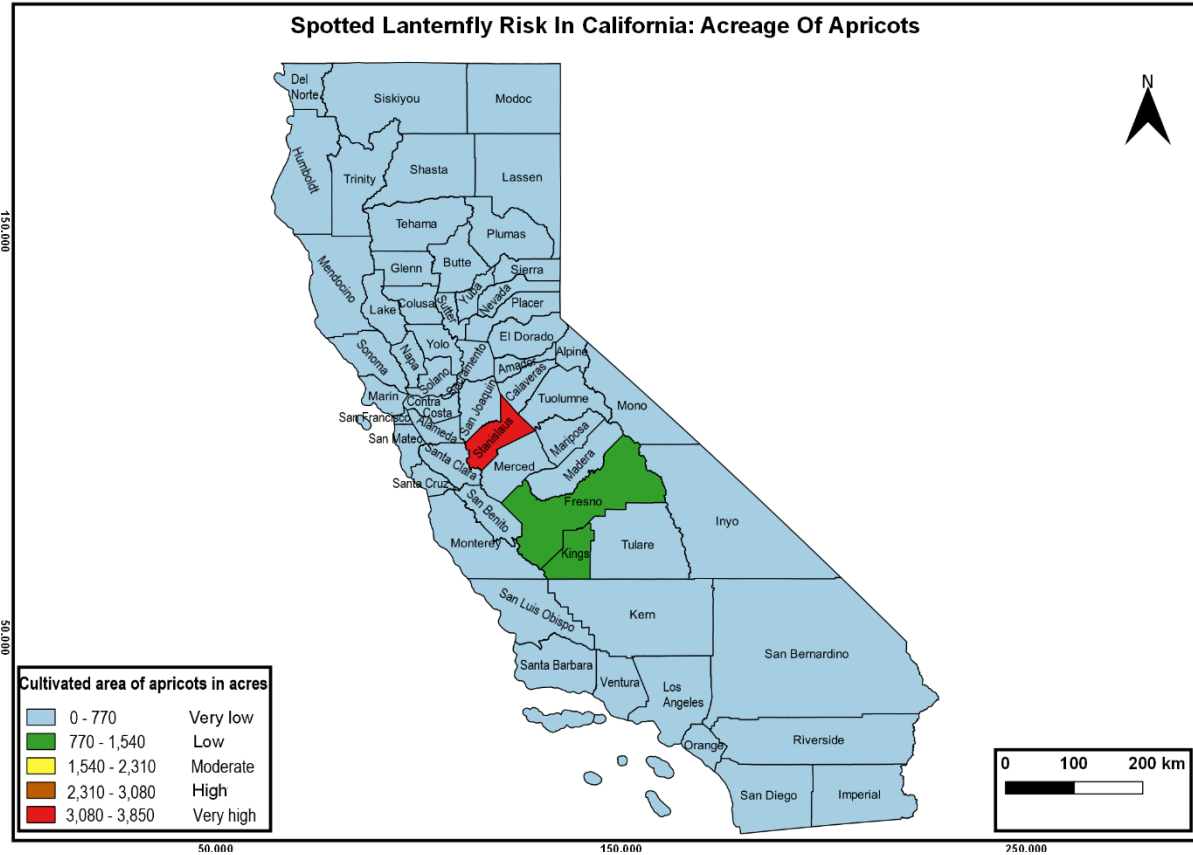 Spotted Lanternfly Risk In California: Acreage Of Apricots
N
Del
Norte
Siskiyou
Modoc
Humboldt
Trinity
Shasta
Lassen
Tehama
Plumas
Mendocino
Glenn
Butte
Sierra
Lake
Colusa
Sutter
Yuba
Nevada
Placer
Sonoma
Napa
Yolo
Solano
Sacramento
El Dorado
Amador
Alpine
Calaveras
Marin
Contra
Costa
San Joaquin
Tuolumne
Mono
San Francisco
Alameda
Stanislaus
Mariposa
San Mateo
Santa Clara
Merced
Madera
Santa Cruz
San Benito
Fresno
Inyo
Monterey
Kings
Tulare
San Luis Obispo
Kern
San Bernardino
Santa Barbara
Ventura
Los
Angeles
Orange
Riverside
San Diego
Imperial
150.000
50.000
Cultivated area of apricots in acres
0 - 770 Very low
770 - 1,540 Low
1,540 - 2,310 Moderate
2,310 - 3,080 High
3,080 - 3,850 Very high
0 100 200 km
50.000 150.000 250.000